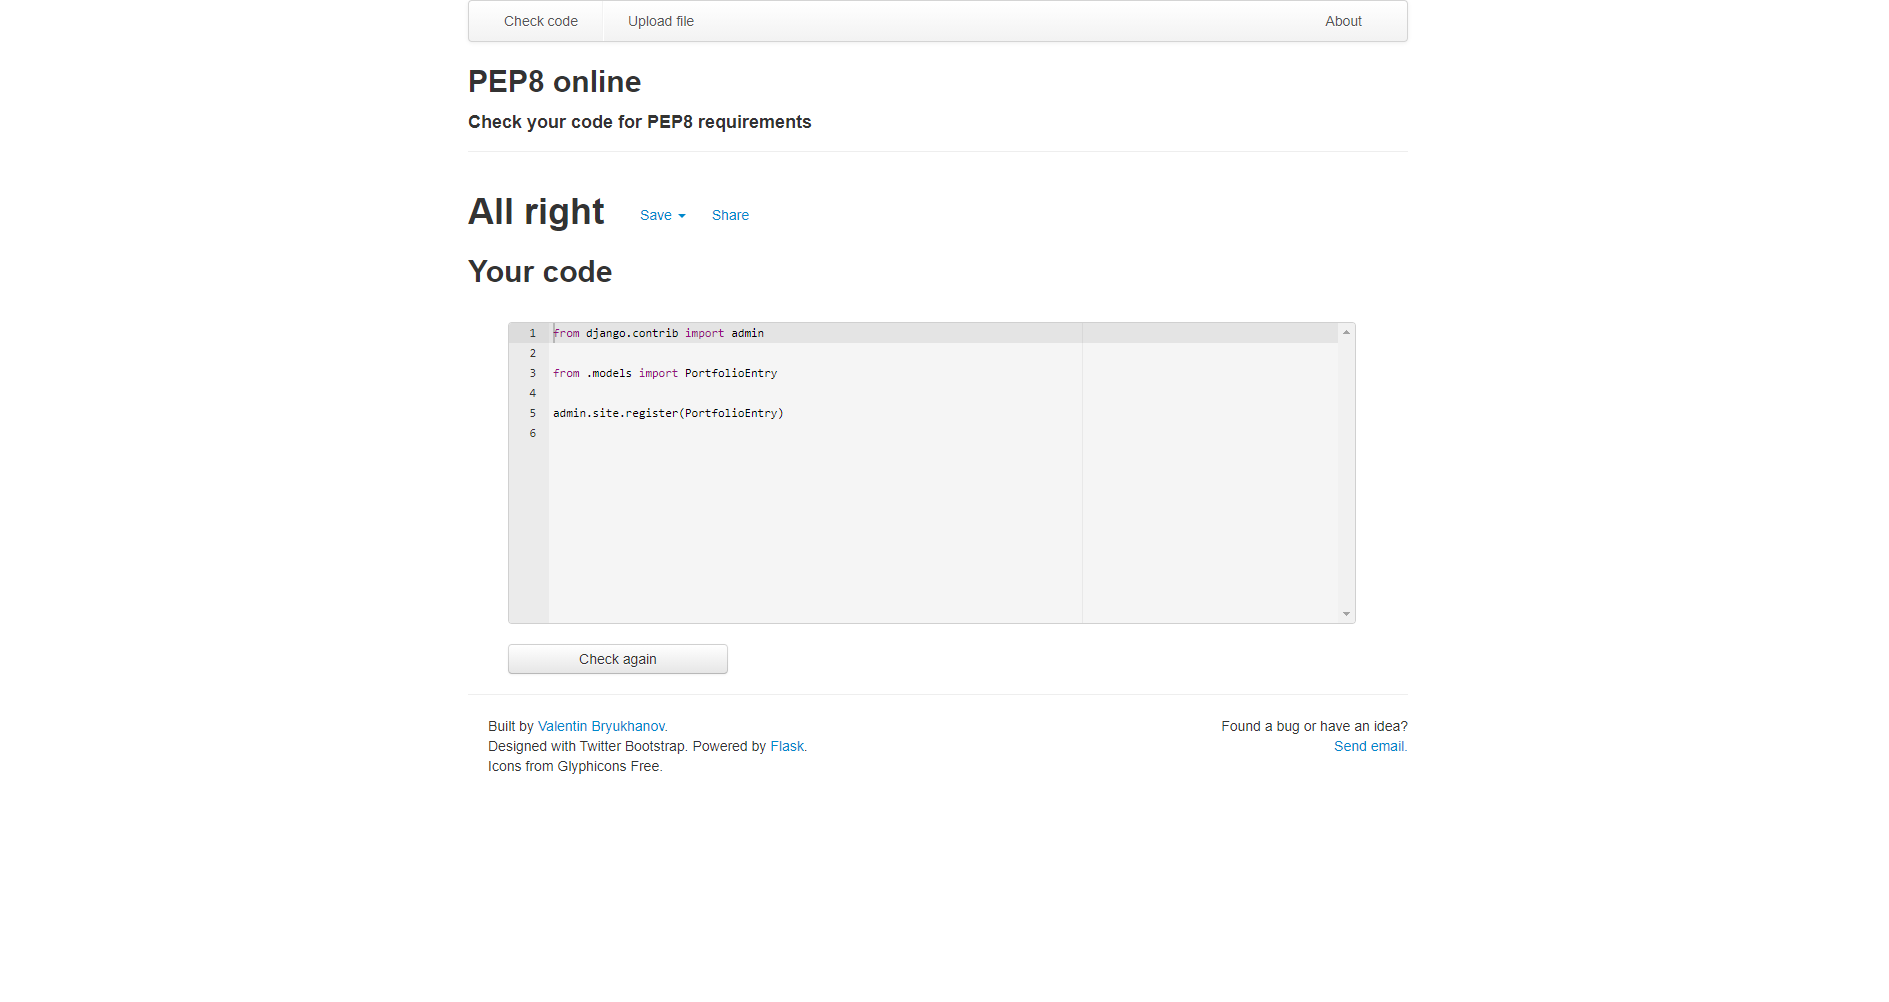 Check code Upload file About
PEP8 online
Check your code for PEP8 requirements
All right Save Share
Your code
1 from django.contrib import admin
2
3 from .models import PortfolioEntry
4
5 admin.site.register(PortfolioEntry)
6
Check again
Built by Valentin Bryukhanov. Found a bug or have an idea?
Designed with Twitter Bootstrap. Powered by Flask. Send email.
Icons from Glyphicons Free.